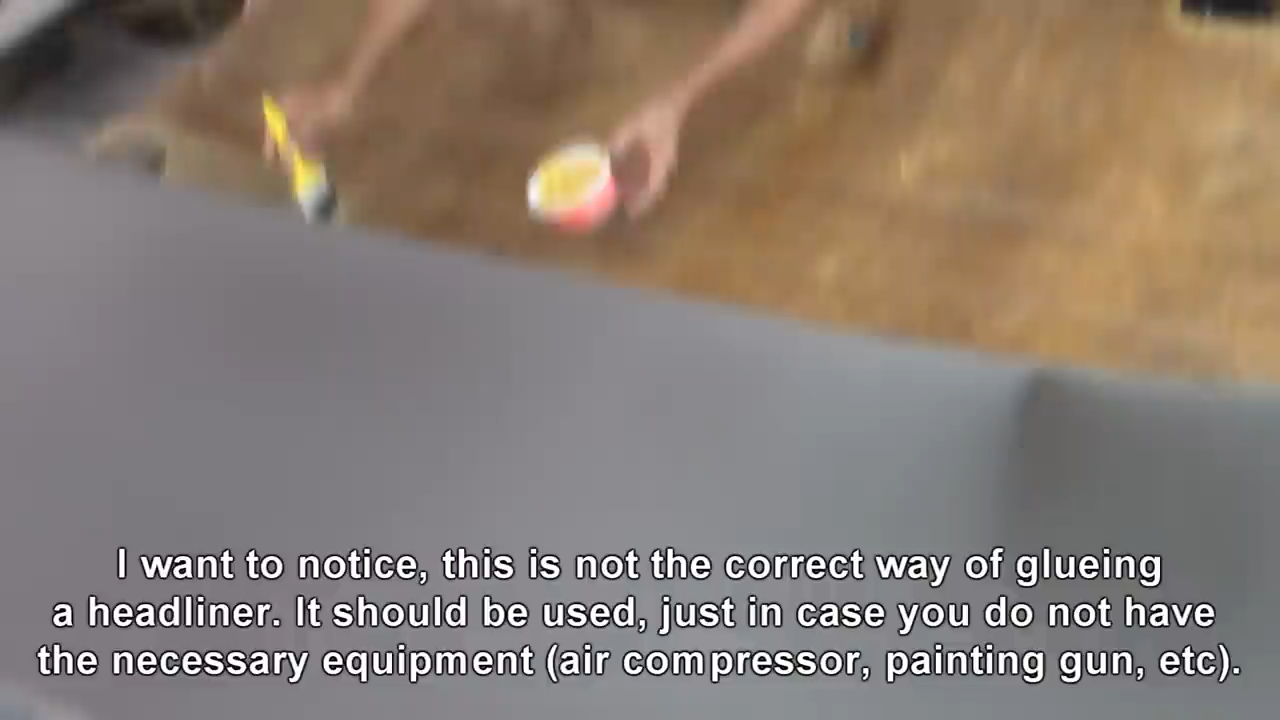 I want to notice, this is not the correct way of glueing
a headliner. It should be used, just in case you do not have
the necessary equipment (air compressor, painting gun, etc).